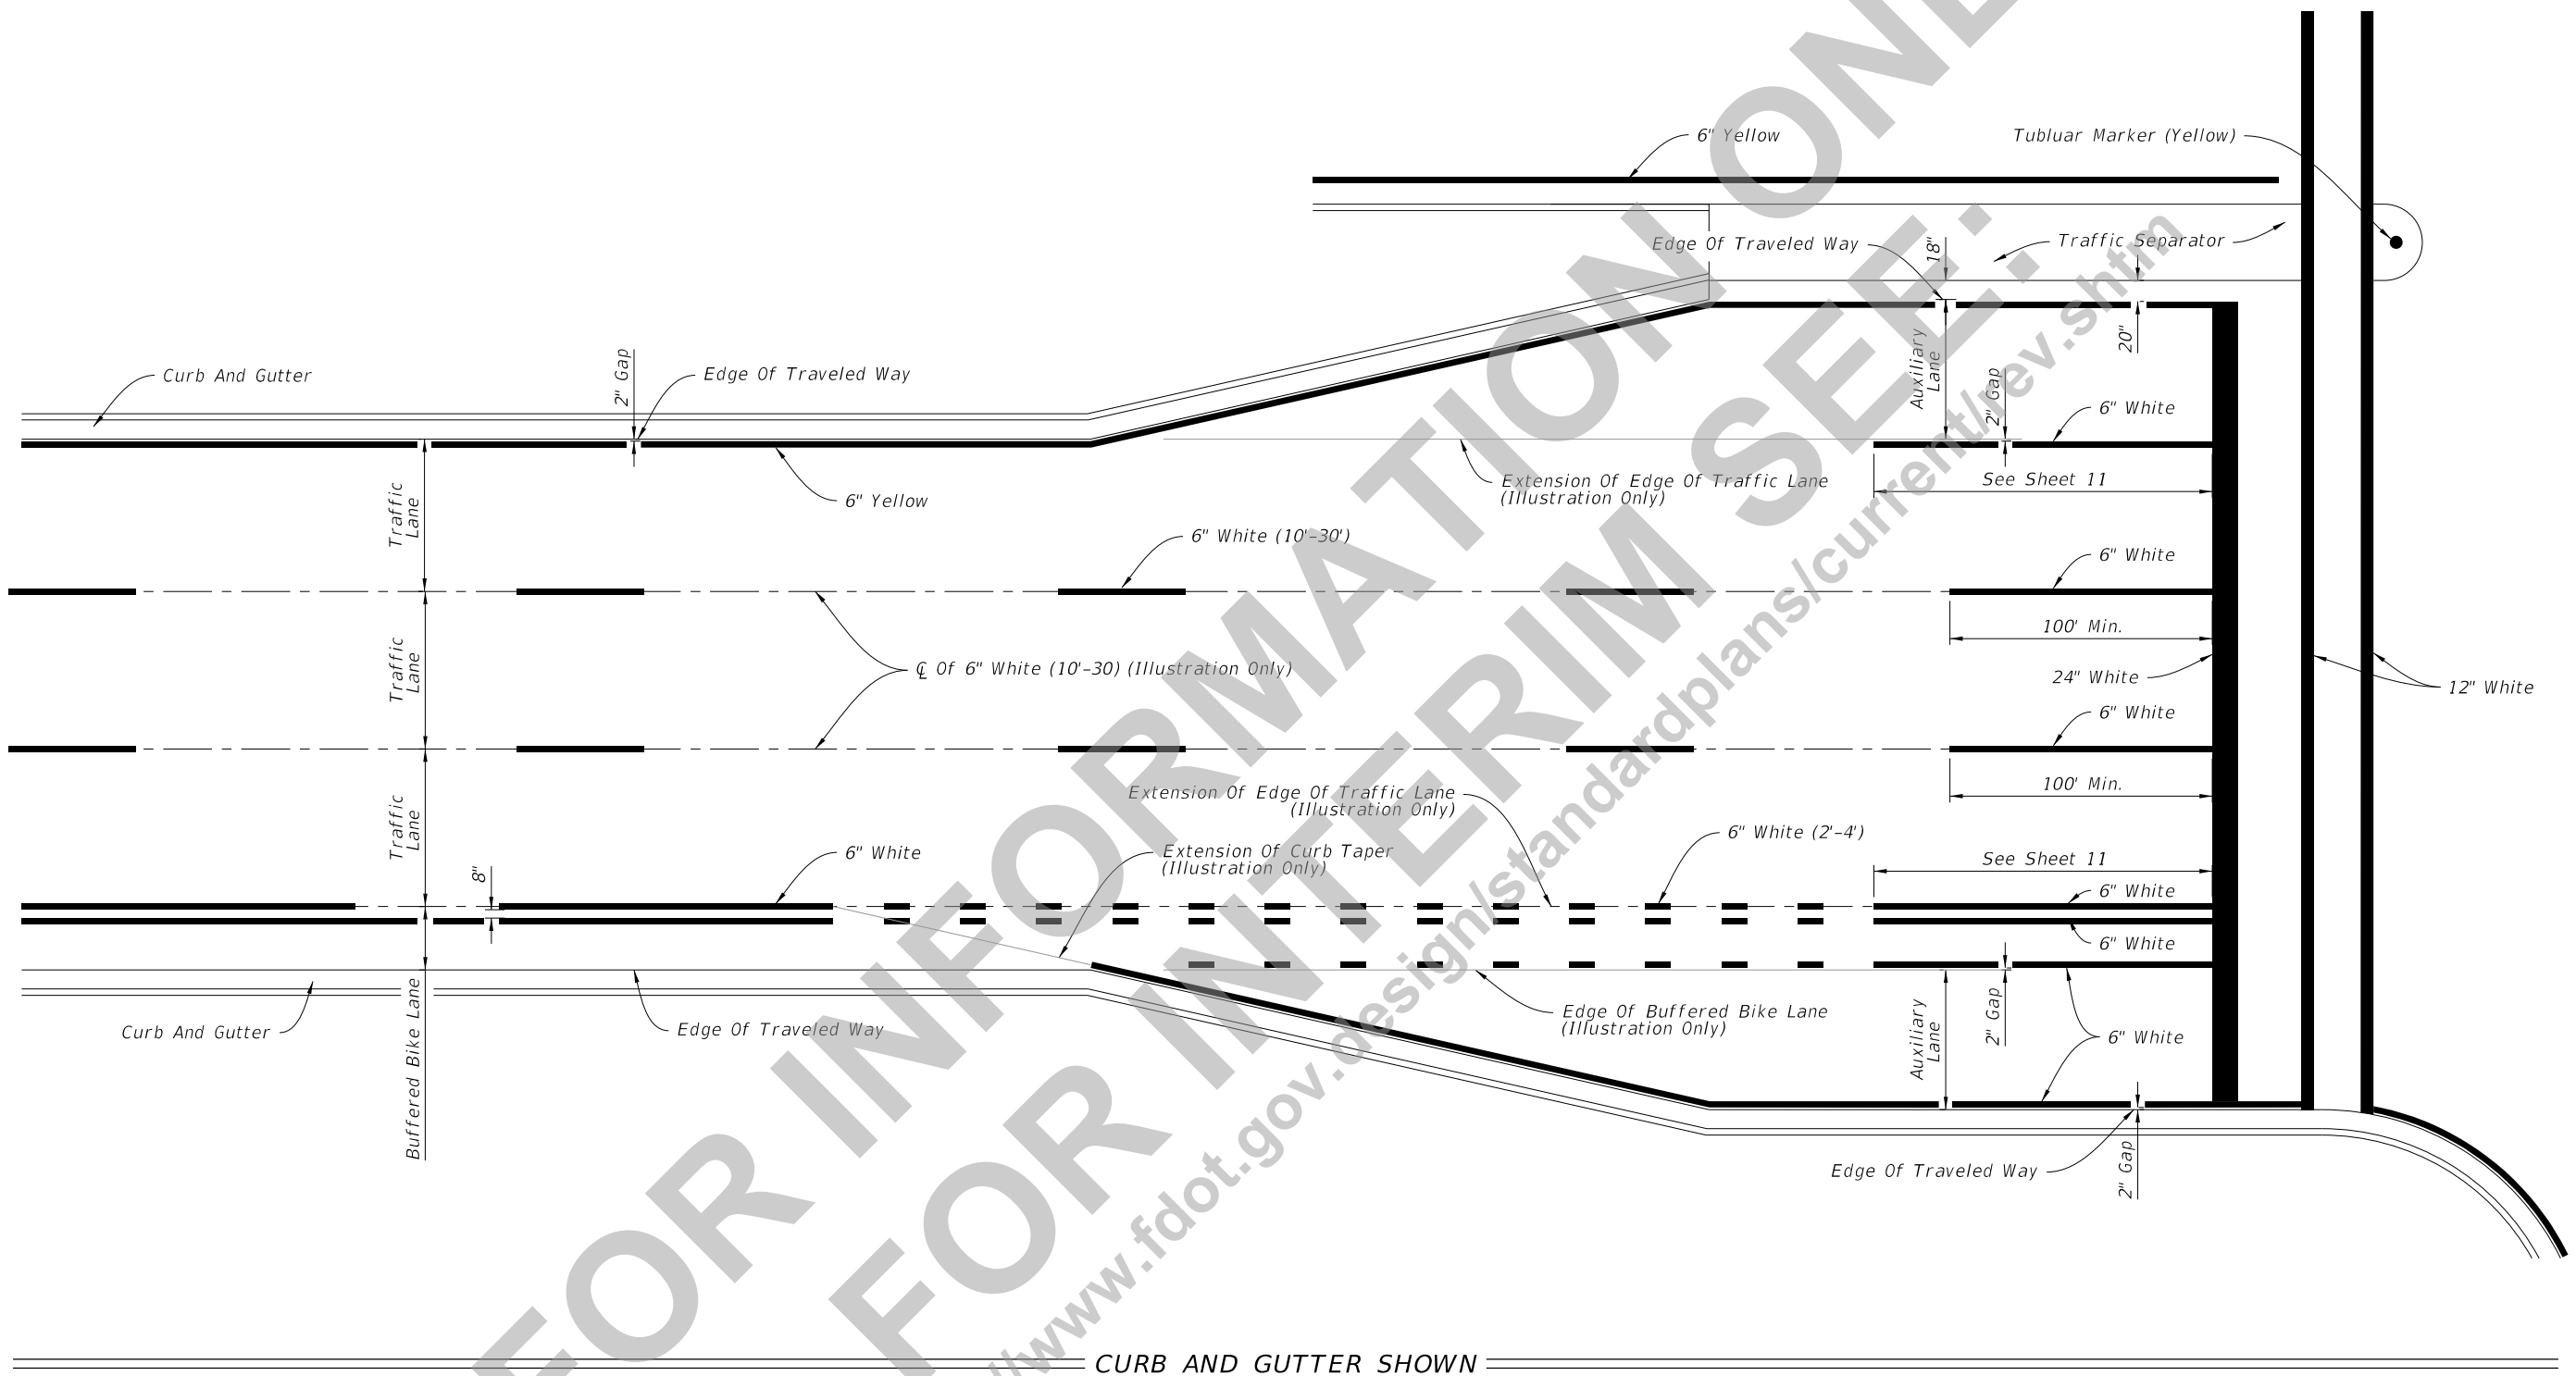 6" Yellow
Tubluar Marker (Yellow)
Edge Of Traveled Way
18"
Traffic Separator
20"
Curb And Gutter
2" Gap
Edge Of Traveled Way
Auxiliary
Lane
2" Gap
6" White
6" Yellow
Extension Of Edge Of Traffic Lane
(Illustration Only)
See Sheet 11
Traffic
Lane
6" White (10'-30')
6" White
100' Min.
Traffic
Lane
℄ Of 6" White (10'-30) (Illustration Only)
24" White
12" White
6" White
100' Min.
Extension Of Edge Of Traffic Lane
(Illustration Only)
Traffic
Lane
6" White (2'-4')
6" White
Extension Of Curb Taper
(Illustration Only)
See Sheet 11
8"
6" White
6" White
Buffered Bike Lane
Curb And Gutter
Edge Of Traveled Way
Edge Of Buffered Bike Lane
(Illustration Only)
Auxiliary
Lane
2" Gap
6" White
Edge Of Traveled Way
2" Gap
CURB AND GUTTER SHOWN
FOR INFORMATION ONL
FOR INTERIM SEE:
//www.fdot.gov.design/standardplans/current/rev.shtm